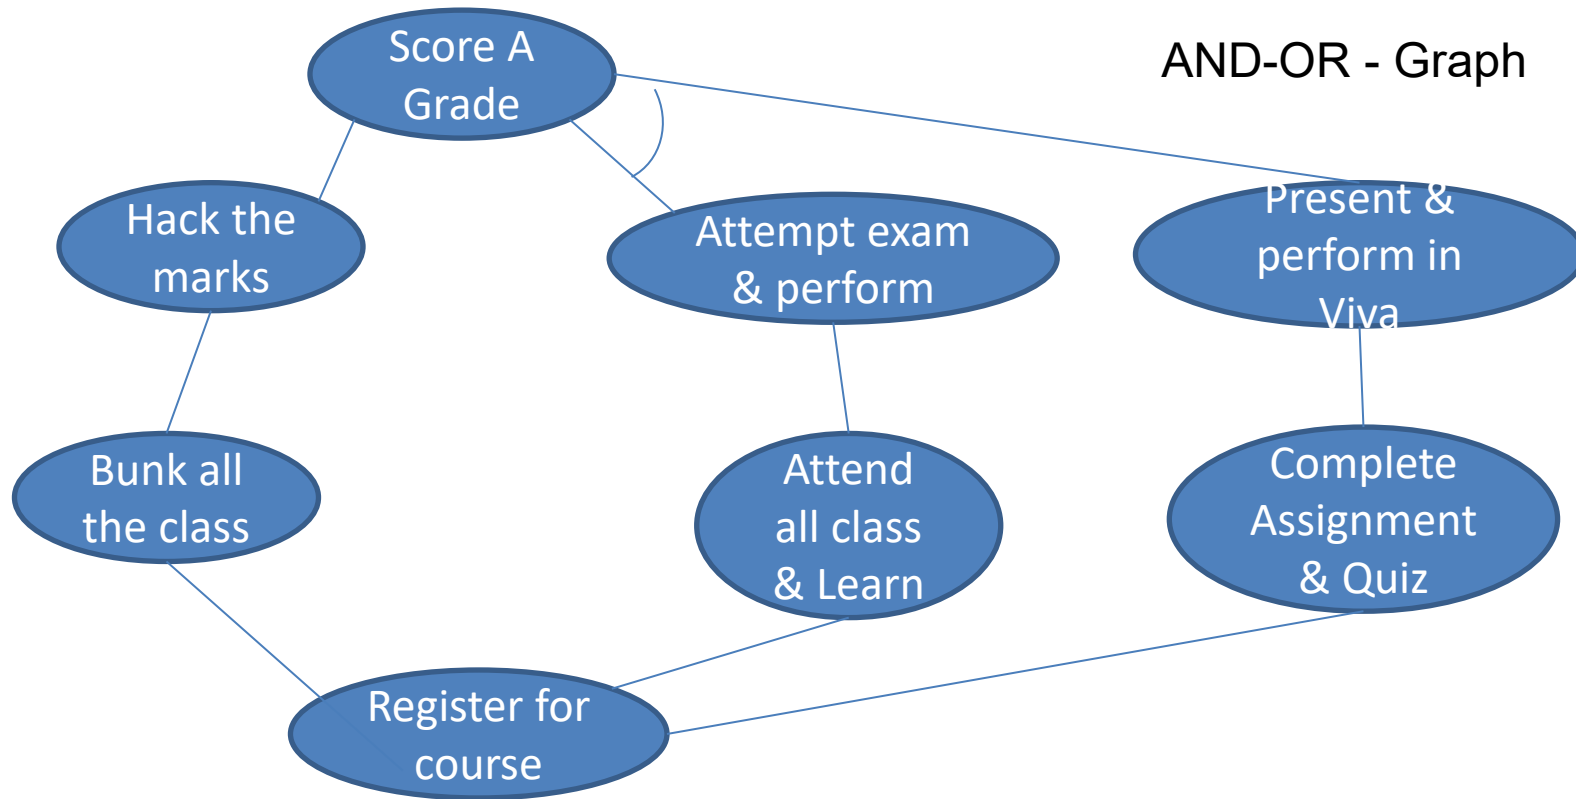 Score A
Grade
AND-OR - Graph
Hack the
marks
Attempt exam
& perform
Present &
perform in
Viva
Bunk all
the class
Attend
all class
& Learn
Complete
Assignment
& Quiz
Register for
course